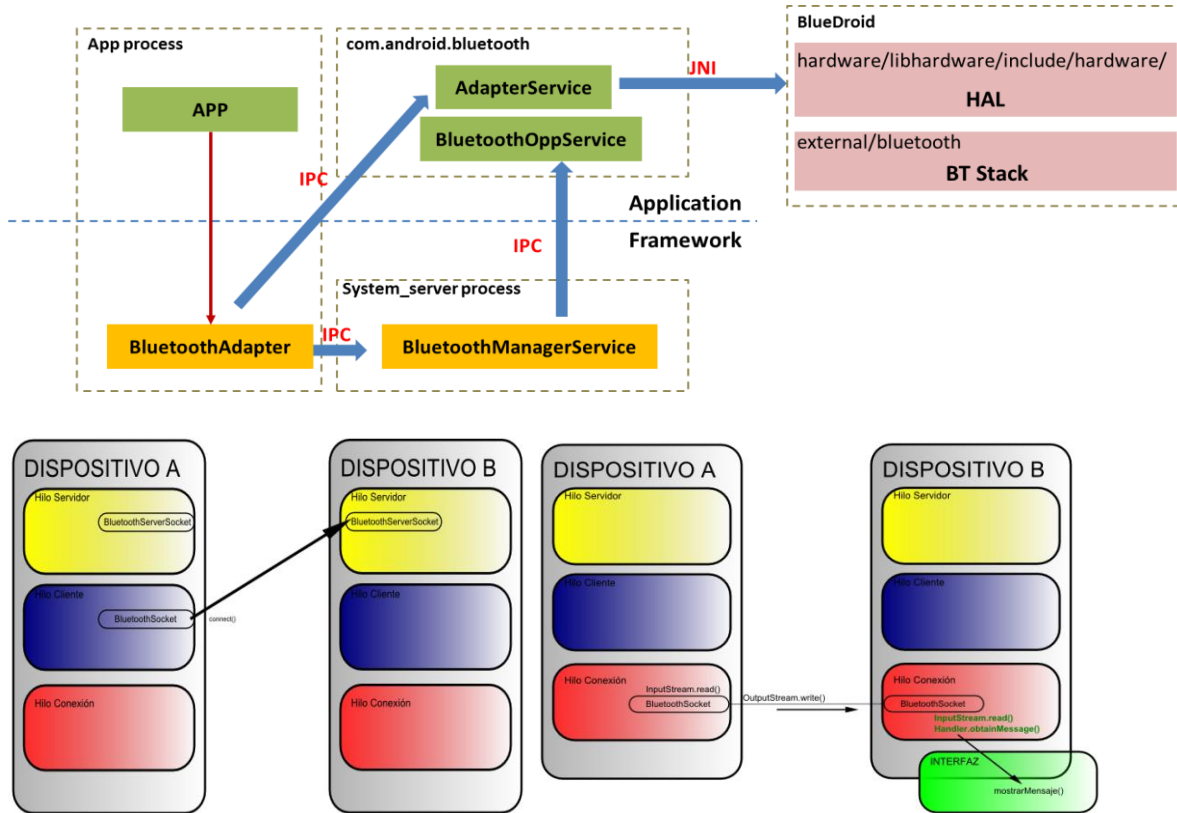 BlueDroid
App process
com.android.bluetooth
hardware/libhardware/include/hardware/
HAL
JNI
AdapterService
APP
BluetoothOppService
external/bluetooth
BT Stack
IPC
Application
Framework
IPC
System_server process
IPC
BluetoothAdapter
BluetoothManagerService
DISPOSITIVO A
Hilo Servidor
BluetoothServerSocket
Hilo Cliente
BluetoothSocket
connect()
Hilo Conexión
DISPOSITIVO B
Hilo Servidor
BluetoothServerSocket
Hilo Cliente
Hilo Conexión
DISPOSITIVO A
Hilo Servidor
Hilo Cliente
Hilo Conexión
InputStream.read()
BluetoothSocket
OutputStream.write()
DISPOSITIVO B
Hilo Servidor
Hilo Cliente
Hilo Conexión
BluetoothSocket
InputStream.read()
Handler.obtainMessage()
INTERFAZ
mostrarMensaje()